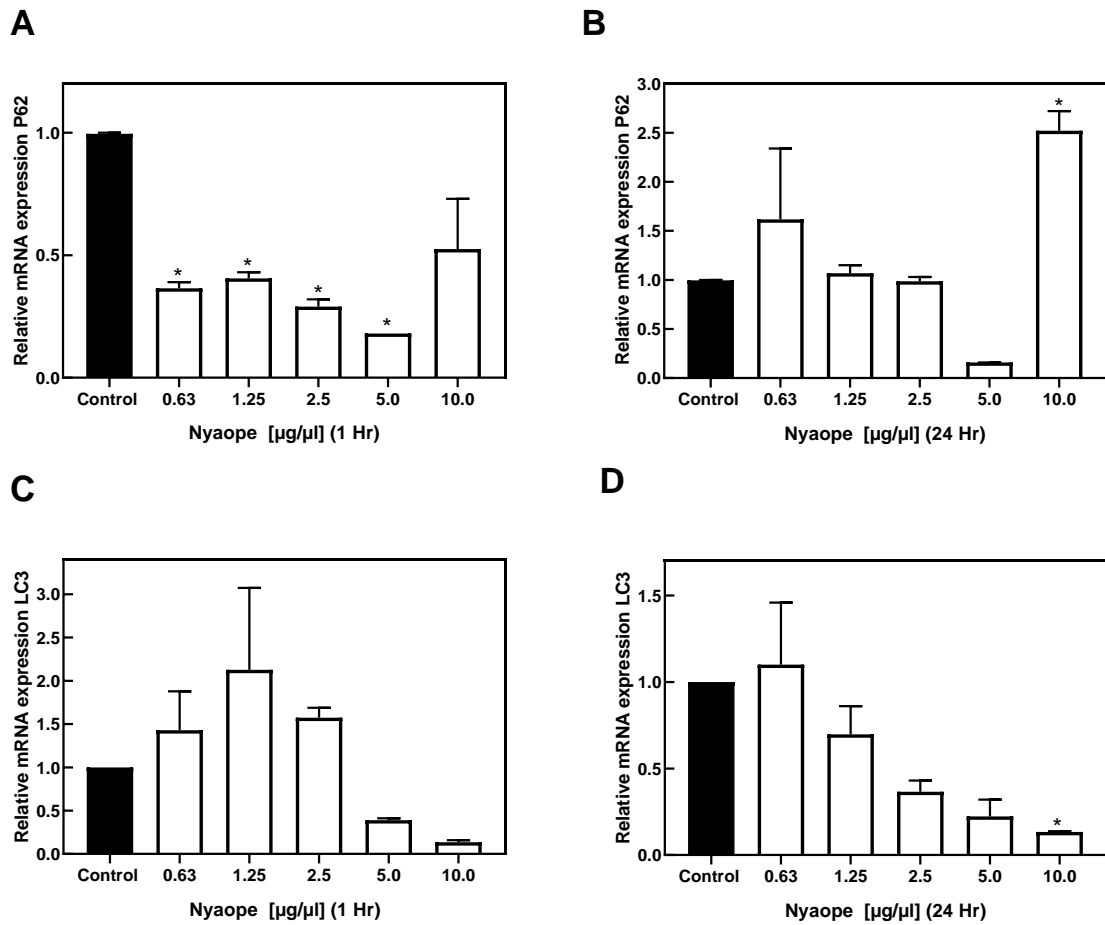 A
Relative mRNA expression P62
1.0
0.5
0.0
*
*
*
*
Control 0.63 1.25 2.5 5.0 10.0
Nyaope [µg/µl] (1 Hr)
B
Relative mRNA expression P62
3.0
2.5
2.0
1.5
1.0
0.5
0.0
*
Control 0.63 1.25 2.5 5.0 10.0
Nyaope [µg/µl] (24 Hr)
C
Relative mRNA expression LC3
3.0
2.5
2.0
1.5
1.0
0.5
0.0
Control 0.63 1.25 2.5 5.0 10.0
Nyaope [µg/µl] (1 Hr)
D
Relative mRNA expression LC3
1.5
1.0
0.5
0.0
*
Control 0.63 1.25 2.5 5.0 10.0
Nyaope [µg/µl] (24 Hr)